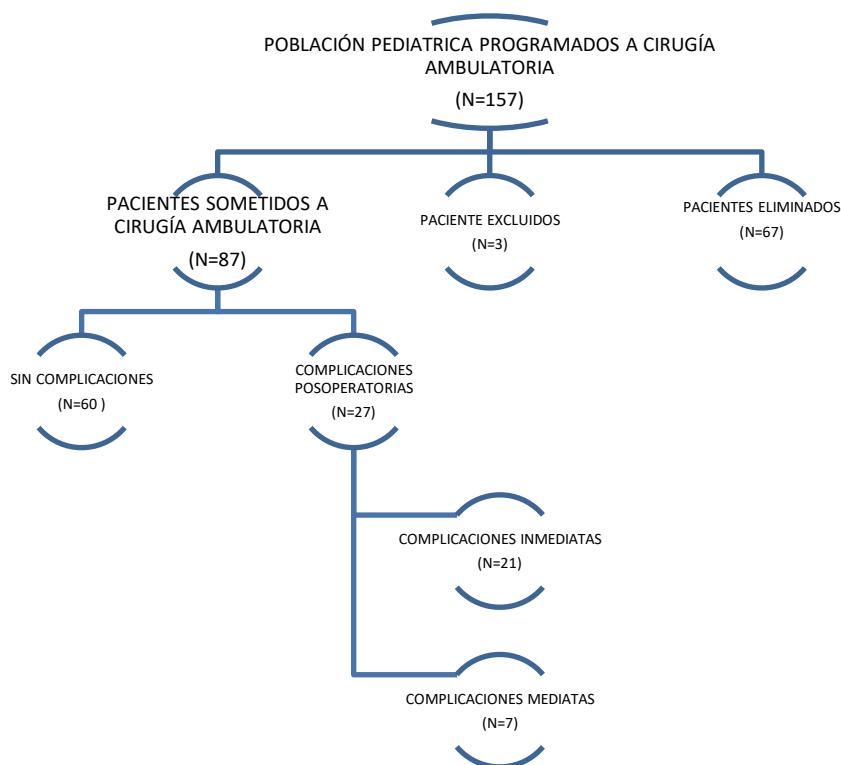 POBLACIÓN PEDIATRICA PROGRAMADOS A CIRUGÍA
AMBULATORIA
(N=157)
PACIENTES SOMETIDOS A
CIRUGÍA AMBULATORIA
(N=87)
PACIENTE EXCLUIDOS
(N=3)
PACIENTES ELIMINADOS
(N=67)
SIN COMPLICACIONES
(N=60 )
COMPLICACIONES
POSOPERATORIAS
(N=27)
COMPLICACIONES INMEDIATAS
(N=21)
COMPLICACIONES MEDIATAS
(N=7)